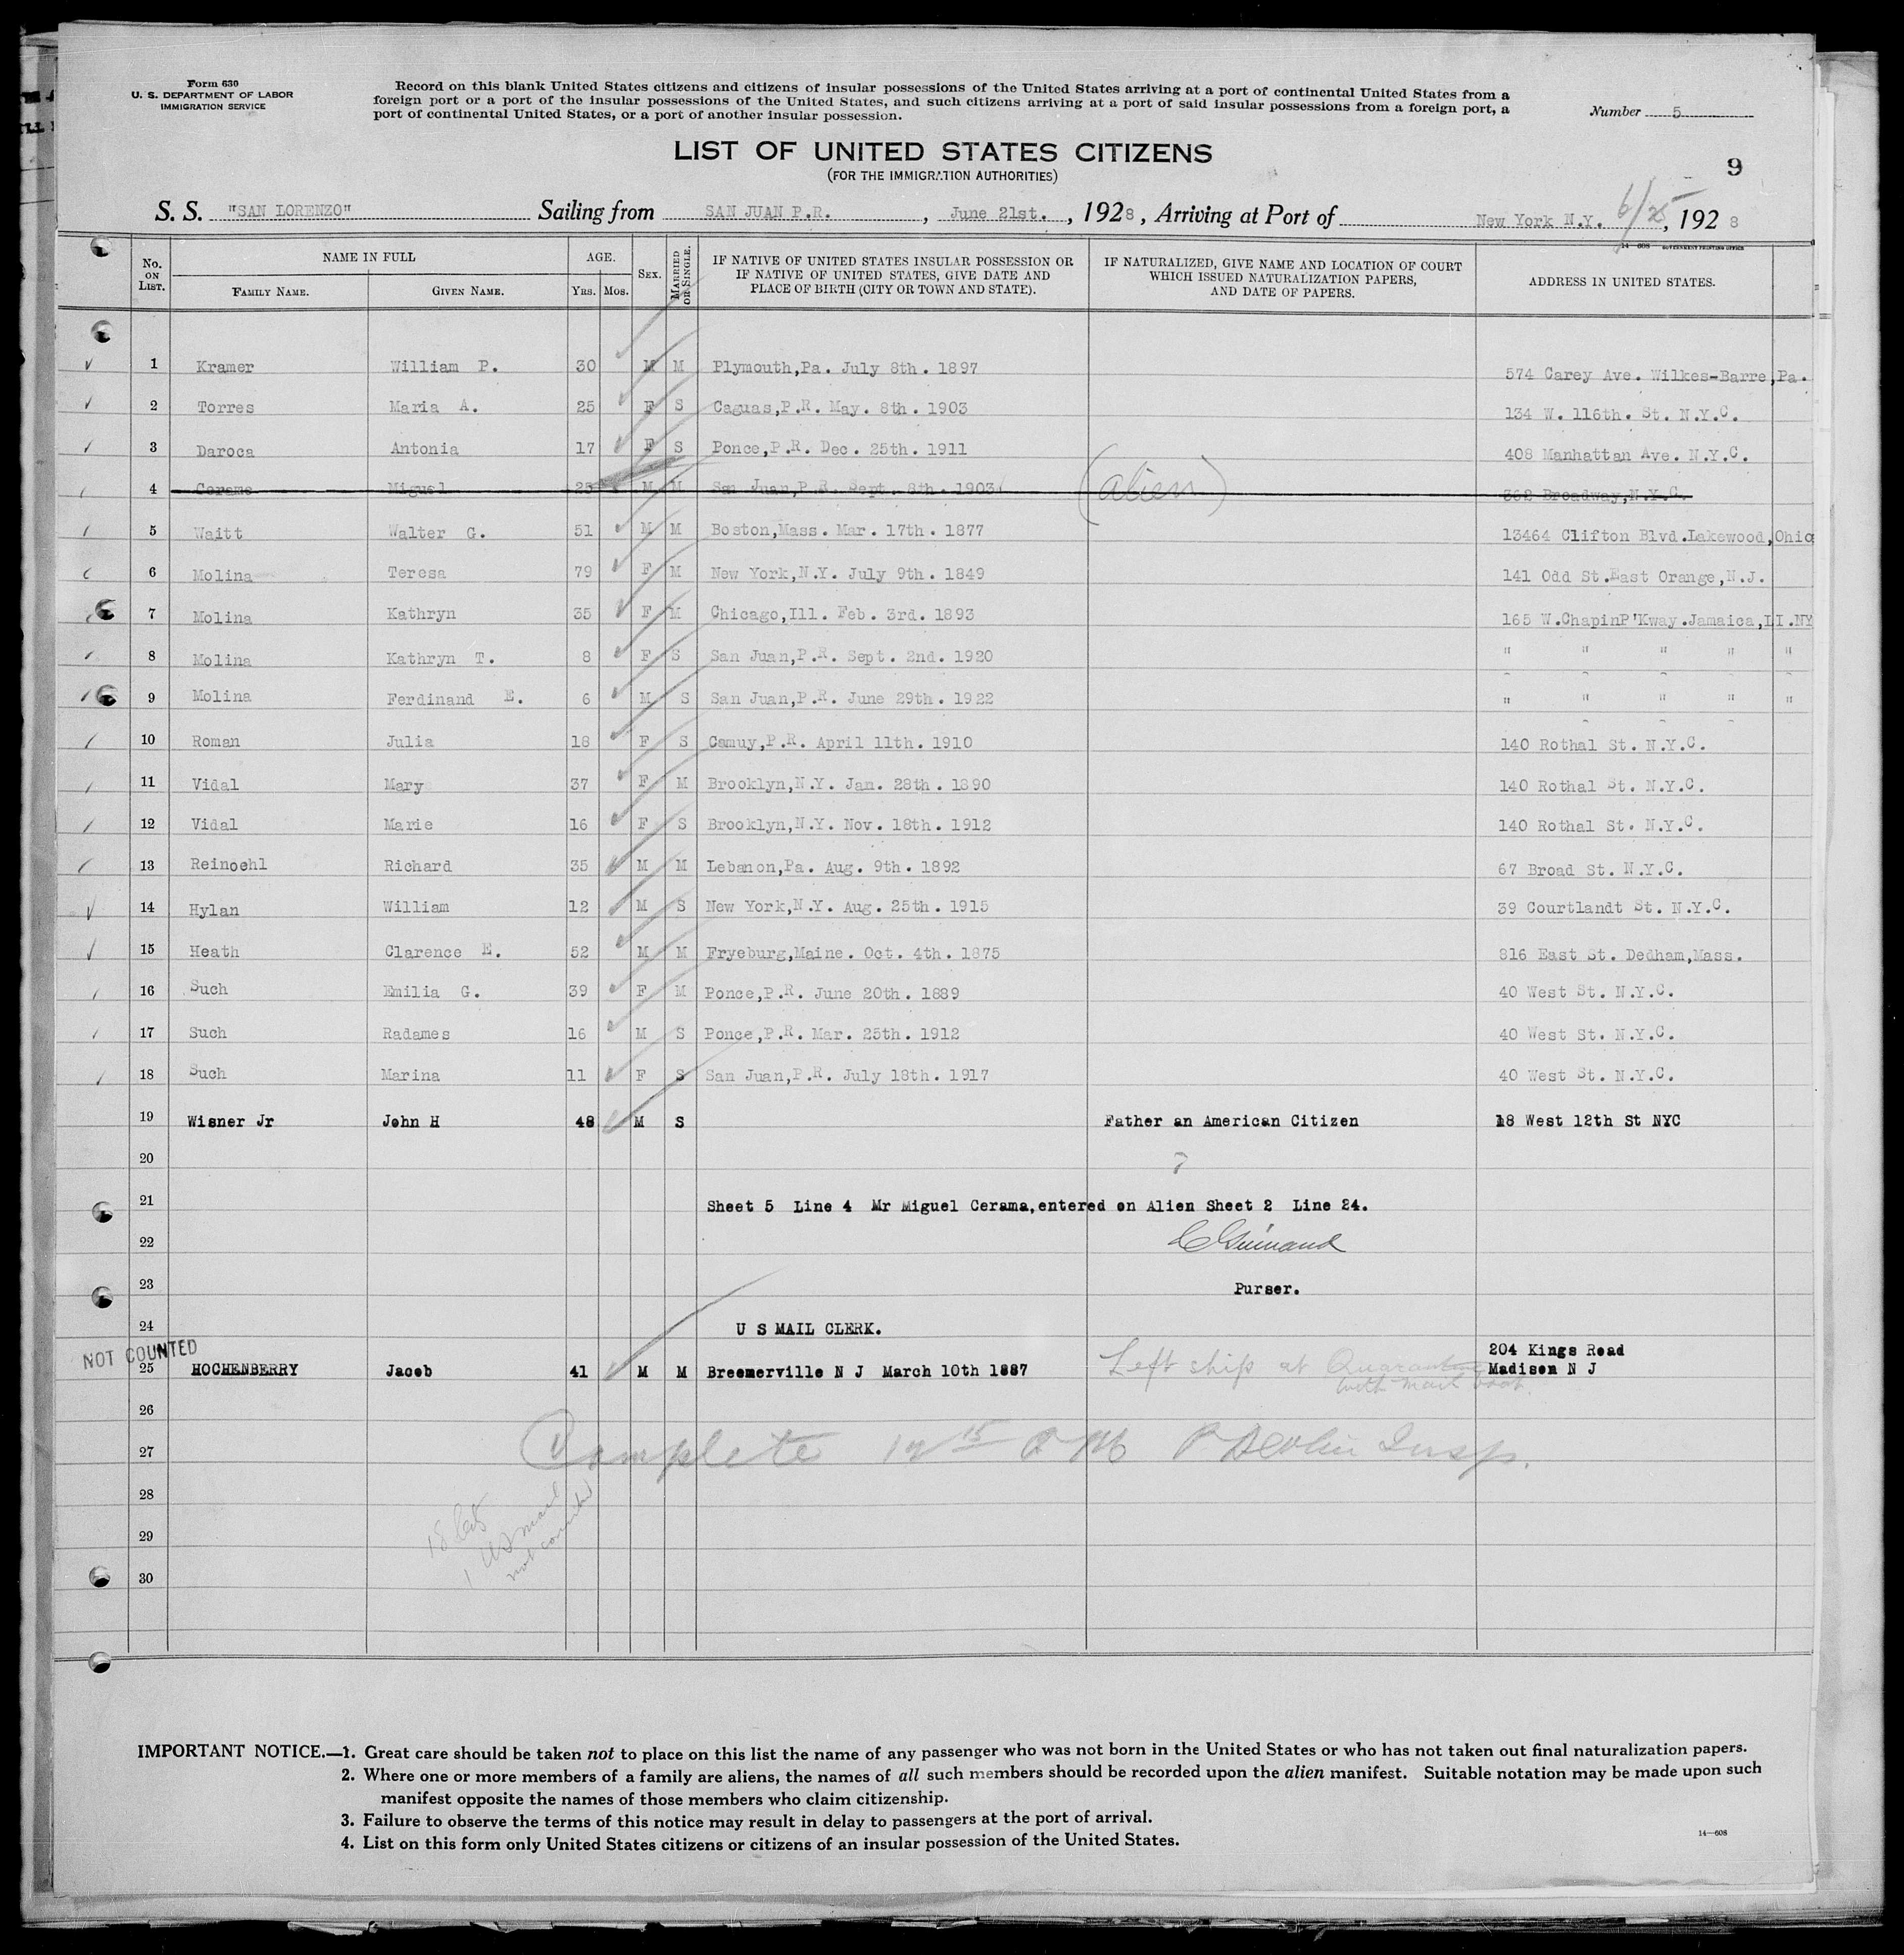 Form 630
U. S. DEPARTMENT OF LABOR
IMMIGRATION SERVICE
Record on this blank United States citizens and citizens of insular possessions of the United States arriving at a port of continental United States from a
foreign port or a port of the insular possessions of the United States, and such citizens arriving at a port of said insular possessions from a foreign port, a
port of continental United States, or a port of another insular possession.
Number 5
LIST OF UNITED STATES CITIZENS
(FOR THE IMMIGRATION AUTHORITIES)
9
S. S. "SAN LORENZO" Sailing from SAN JUAN P.R. , June 21st. , 1928 , Arriving at Port of New York N.Y. 6/25 , 1928
14—608 GOVERNMENT PRINTING OFFICE
No. ON LIST. NAME IN FULL FAMILY NAME. GIVEN NAME. AGE. YRS. MOS. SEX. MARRIED OR SINGLE. IF NATIVE OF UNITED STATES INSULAR POSSESSION OR IF NATIVE OF UNITED STATES, GIVE DATE AND PLACE OF BIRTH (CITY OR TOWN AND STATE). IF NATURALIZED, GIVE NAME AND LOCATION OF COURT WHICH ISSUED NATURALIZATION PAPERS, AND DATE OF PAPERS. ADDRESS IN UNITED STATES.
1 Kramer William P. 30 M M Plymouth,Pa. July 8th. 1897 574 Carey Ave. Wilkes-Barre,Pa.
2 Torres Maria A. 25 F S Caguas,P.R. May. 8th. 1903 134 W. 116th. St. N.Y.C.
3 Daroca Antonia 17 F S Ponce,P.R. Dec. 25th. 1911 408 Manhattan Ave. N.Y.C.
4 Cerame Miguel 25 M M San Juan,P.R. Sept. 8th. 1903 (alien) 362 Broadway,N.Y.C.
5 Waitt Walter G. 51 M M Boston,Mass. Mar. 17th. 1877 13464 Clifton Blvd.Lakewood,Ohio
6 Molina Teresa 79 F M New York,N.Y. July 9th. 1849 141 Odd St.East Orange,N.J.
7 Molina Kathryn 35 F M Chicago,Ill. Feb. 3rd. 1893 165 W.ChapinP'Kway.Jamaica,LI.NY
8 Molina Kathryn T. 8 F S San Juan,P.R. Sept. 2nd. 1920 " " " " "
9 Molina Ferdinand E. 6 M S San Juan,P.R. June 29th. 1922 " " " " "
10 Roman Julia 18 F S Camuy,P.R. April 11th. 1910 140 Rothal St. N.Y.C.
11 Vidal Mary 37 F M Brooklyn,N.Y. Jan. 28th. 1890 140 Rothal St. N.Y.C.
12 Vidal Marie 16 F S Brooklyn,N.Y. Nov. 18th. 1912 140 Rothal St. N.Y.C.
13 Reinoehl Richard 35 M M Lebanon,Pa. Aug. 9th. 1892 67 Broad St. N.Y.C.
14 Hylan William 12 M S New York,N.Y. Aug. 25th. 1915 39 Courtlandt St. N.Y.C.
15 Heath Clarence E. 52 M M Fryeburg,Maine. Oct. 4th. 1875 816 East St. Dedham,Mass.
16 Such Emilia G. 39 F M Ponce,P.R. June 20th. 1889 40 West St. N.Y.C.
17 Such Radames 16 M S Ponce,P.R. Mar. 25th. 1912 40 West St. N.Y.C.
18 Such Marina 11 F S San Juan,P.R. July 18th. 1917 40 West St. N.Y.C.
19 Wisner Jr John H 48 M S Father an American Citizen 18 West 12th St NYC
20
21 Sheet 5 Line 4 Mr Miguel Cerama,entered on Alien Sheet 2 Line 24.
22
23 Purser.
24 U S MAIL CLERK.
NOT COUNTED
25 HOCHENBERRY Jacob 41 M M Breemerville N J March 10th 1887 Left ship at Quarantine with mail boat. 204 Kings Road Madison N J
26
27 Complete 12 15 P M P Devlin Insp.
28
18 Cits
29
1 US mail
not counted
30
IMPORTANT NOTICE.—1. Great care should be taken not to place on this list the name of any passenger who was not born in the United States or who has not taken out final naturalization papers.
2. Where one or more members of a family are aliens, the names of all such members should be recorded upon the alien manifest. Suitable notation may be made upon such
manifest opposite the names of those members who claim citizenship.
3. Failure to observe the terms of this notice may result in delay to passengers at the port of arrival.
4. List on this form only United States citizens or citizens of an insular possession of the United States.
14—608